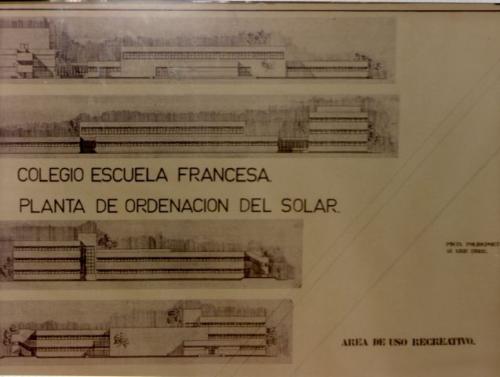 COLEGIO ESCUELA FRANCESA.
PLANTA DE ORDENACION DEL SOLAR.
AREA DE USO RECREATIVO.